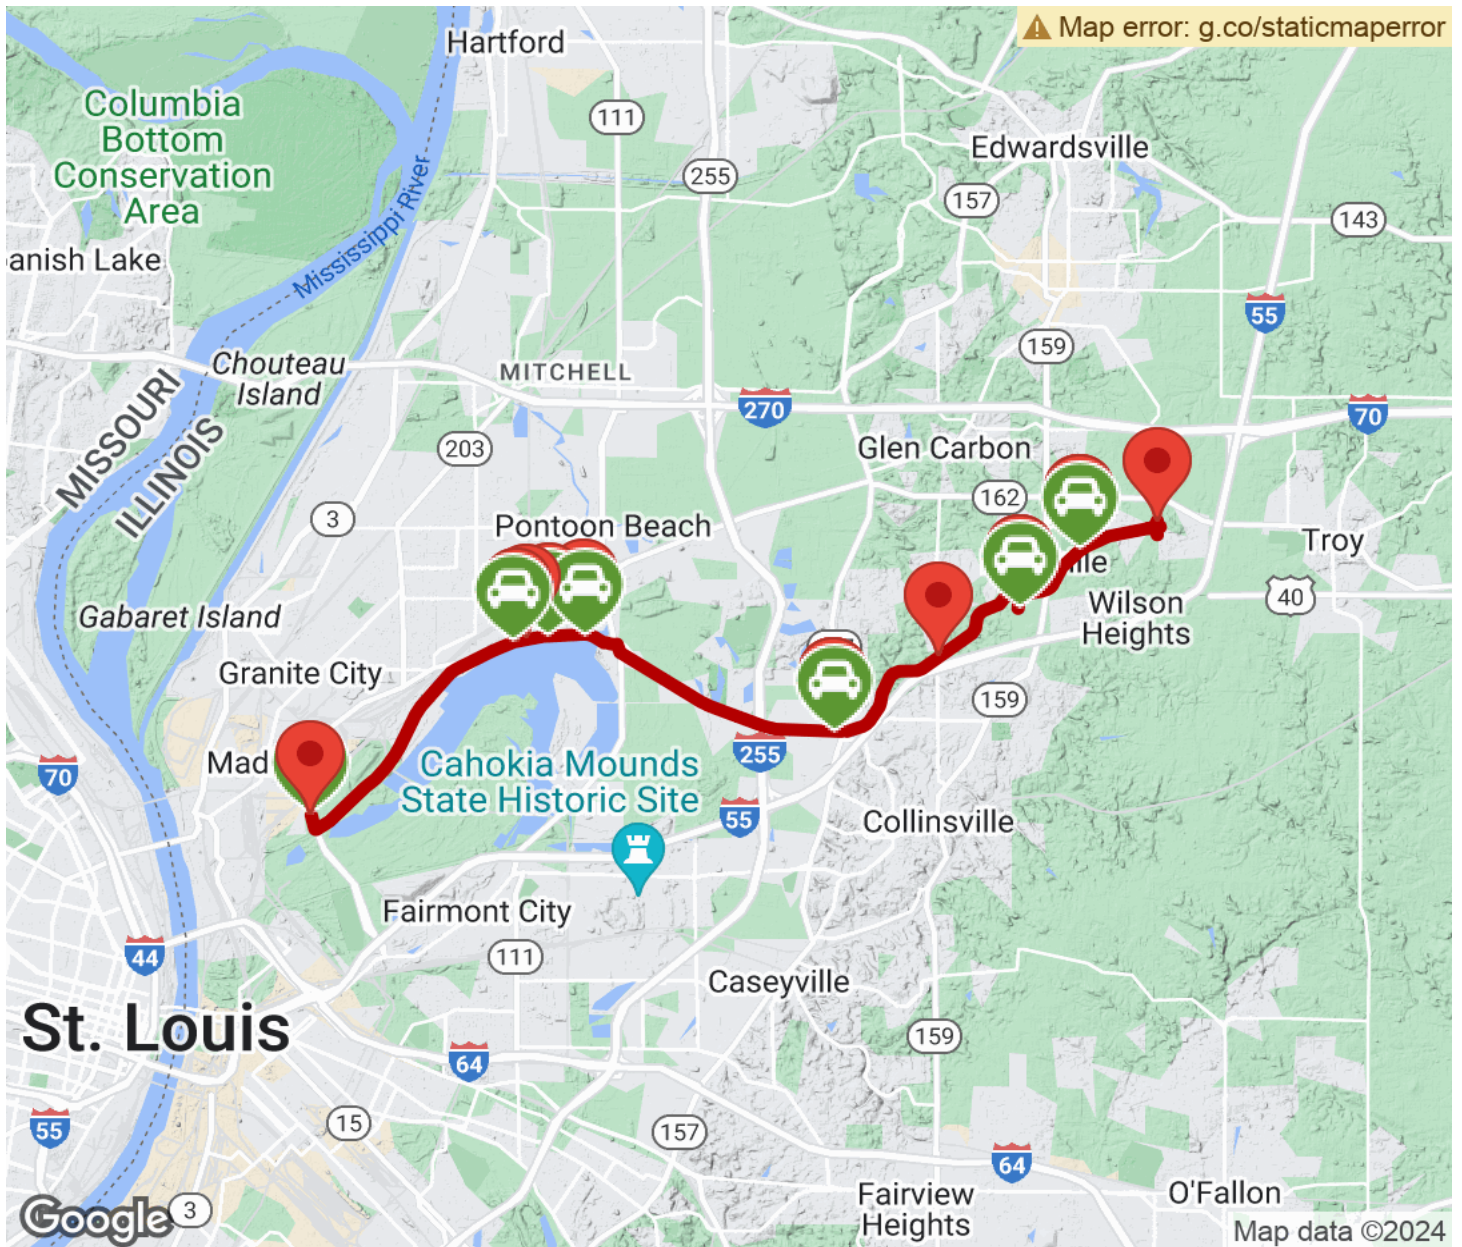 Hartford
Map error: g.co/staticmaperror
Columbia
Bottom
Conservation
Area
111
Edwardsville
255
157
143
Mississippi River
anish Lake
55
159
Chouteau
Island
MITCHELL
270
70
MISSOURI
ILLINOIS
203
Glen Carbon
162
3
Pontoon Beach
Troy
ille
40
Wilson
Heights
Gabaret Island
Granite City
159
Mad
255
70
Cahokia Mounds
State Historic Site
55
Collinsville
Fairmont City
44
111
Caseyville
St. Louis
159
64
15
55
157
64
Fairview
Heights
O'Fallon
Google
3
Map data ©2024